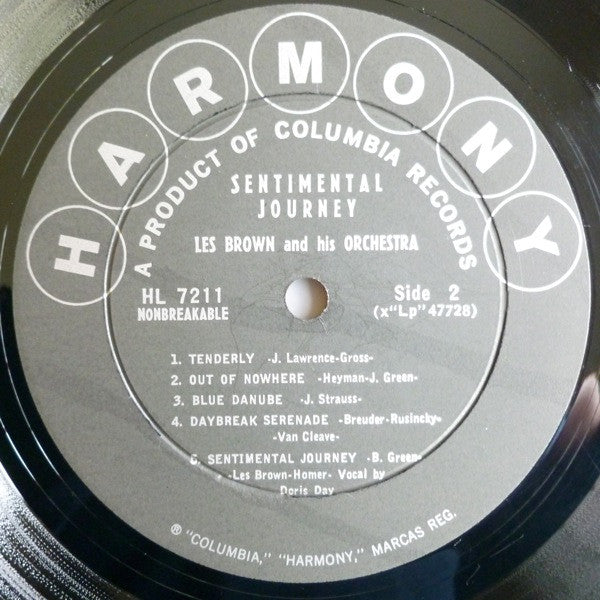 HARMONY
A PRODUCT OF COLUMBIA RECORDS
SENTIMENTAL
JOURNEY
LES BROWN and his ORCHESTRA
HL 7211
NONBREAKABLE
Side 2
(x"Lp"47728)
1. TENDERLY -J. Lawrence-Gross-
2. OUT OF NOWHERE -Heyman-J. Green-
3. BLUE DANUBE -J. Strauss-
4. DAYBREAK SERENADE -Breuder-Rusincky-
-Van Cleave-
5. SENTIMENTAL JOURNEY -B. Green-
-Les Brown-Homer- Vocal by
Doris Day
® "COLUMBIA," "HARMONY," MARCAS REG.